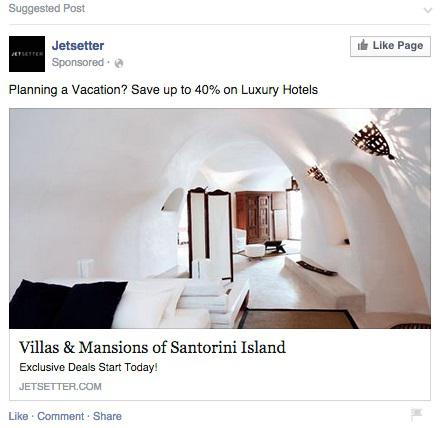 Suggested Post
JETSETTER
Jetsetter
Sponsored ·
Like Page
Planning a Vacation? Save up to 40% on Luxury Hotels
Villas & Mansions of Santorini Island
Exclusive Deals Start Today!
JETSETTER.COM
Like · Comment · Share